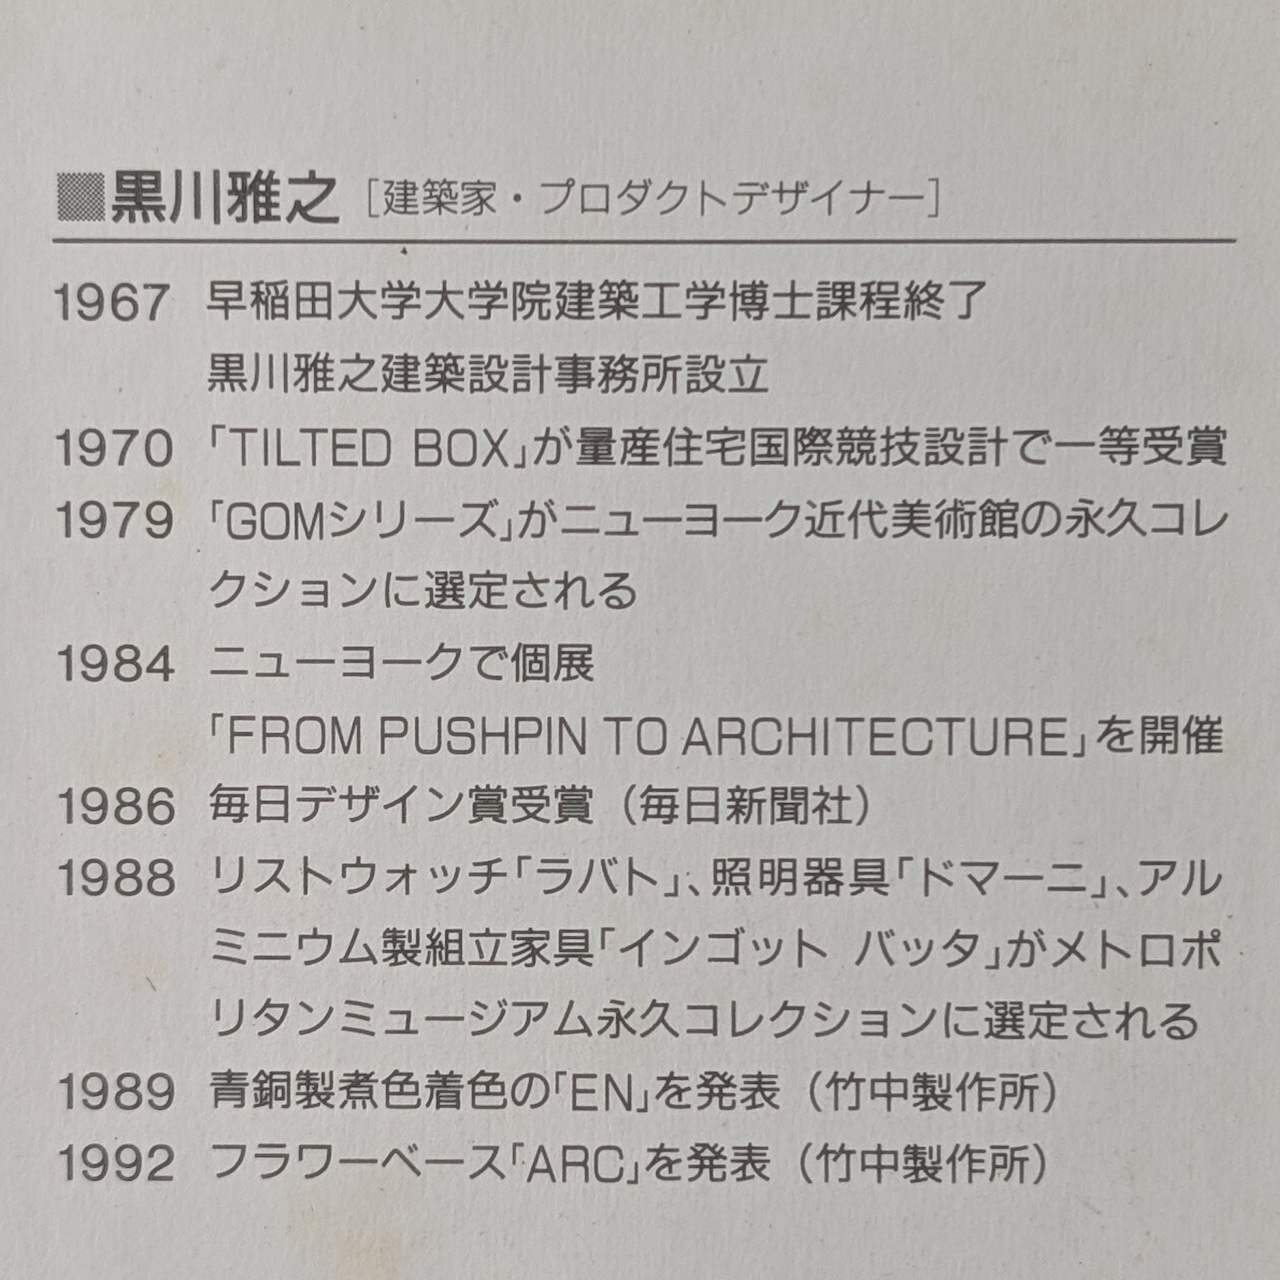 ■黒川雅之［建築家・プロダクトデザイナー］
1967 早稲田大学大学院建築工学博士課程終了
黒川雅之建築設計事務所設立
1970 「TILTED BOX」が量産住宅国際競技設計で一等受賞
1979 「GOMシリーズ」がニューヨーク近代美術館の永久コレ
クションに選定される
1984 ニューヨークで個展
「FROM PUSHPIN TO ARCHITECTURE」を開催
1986 毎日デザイン賞受賞（毎日新聞社）
1988 リストウォッチ「ラバト」、照明器具「ドマーニ」、アル
ミニウム製組立家具「インゴット バッタ」がメトロポ
リタンミュージアム永久コレクションに選定される
1989 青銅製煮色着色の「EN」を発表（竹中製作所）
1992 フラワーベース「ARC」を発表（竹中製作所）